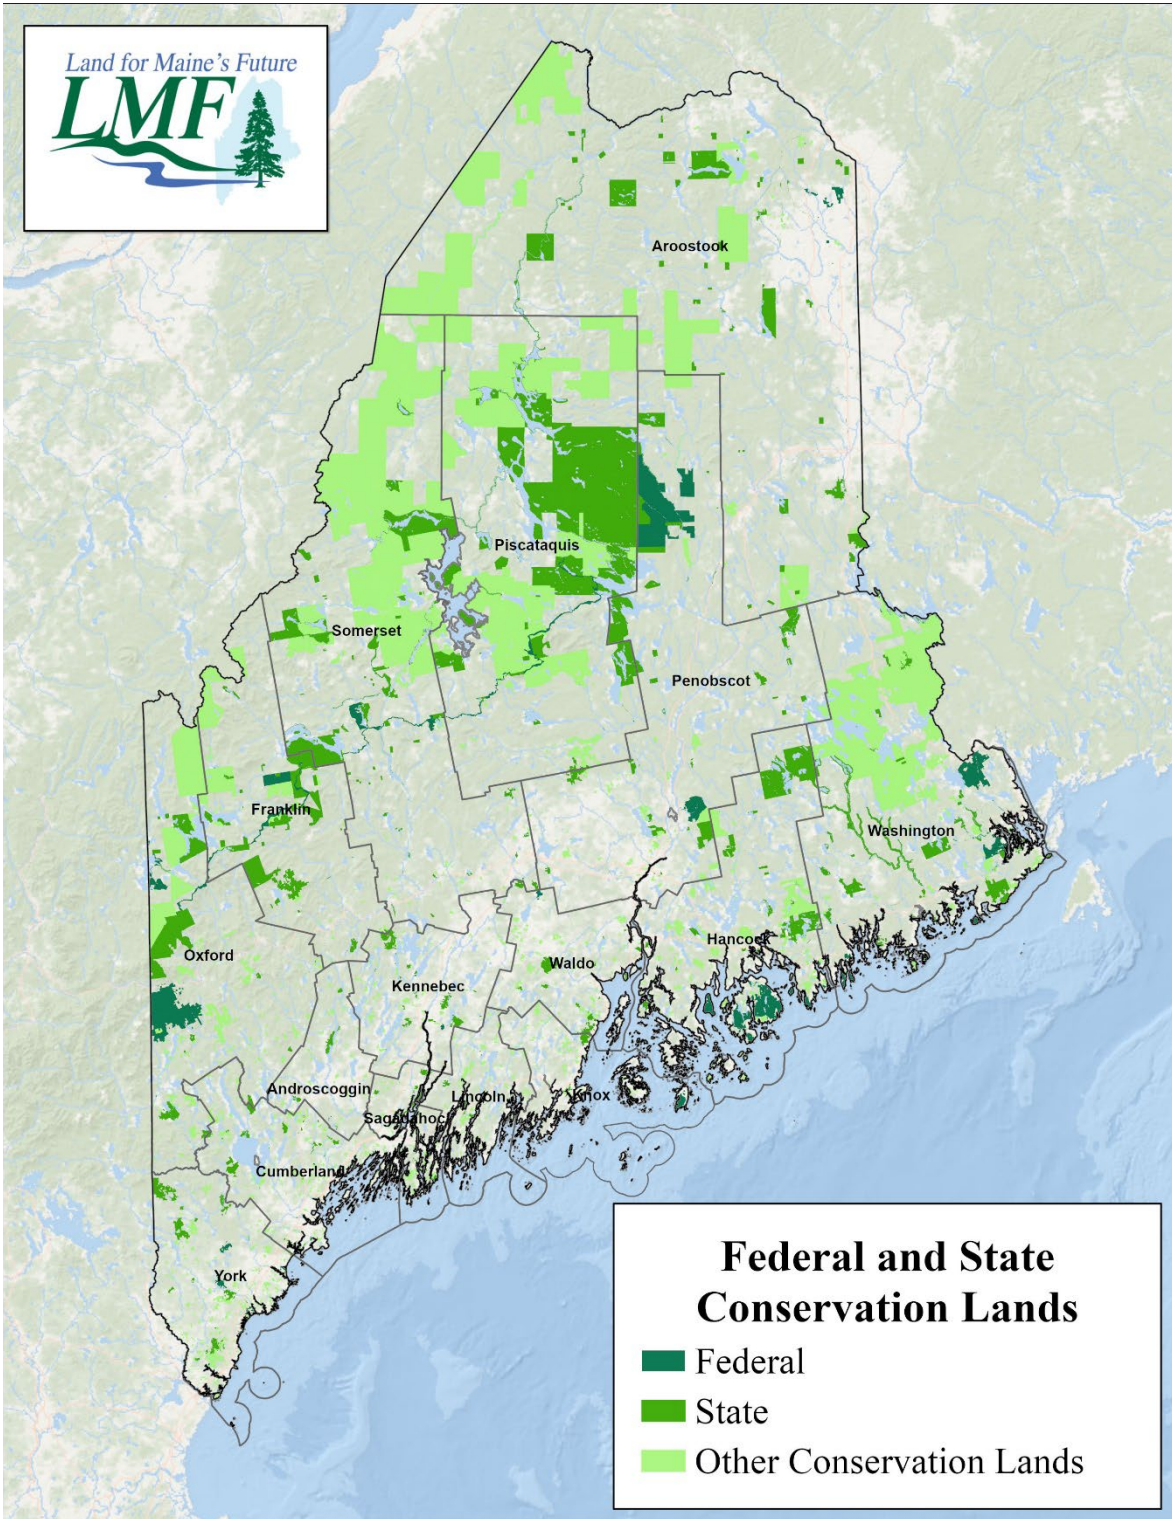 Land for Maine's Future
LMF
Aroostook
Piscataquis
Somerset
Penobscot
Franklin
Washington
Oxford
Hancock
Waldo
Kennebec
Androscoggin
Lincoln
Knox
Sagadahoc
Cumberland
York
Federal and State
Conservation Lands
Federal
State
Other Conservation Lands